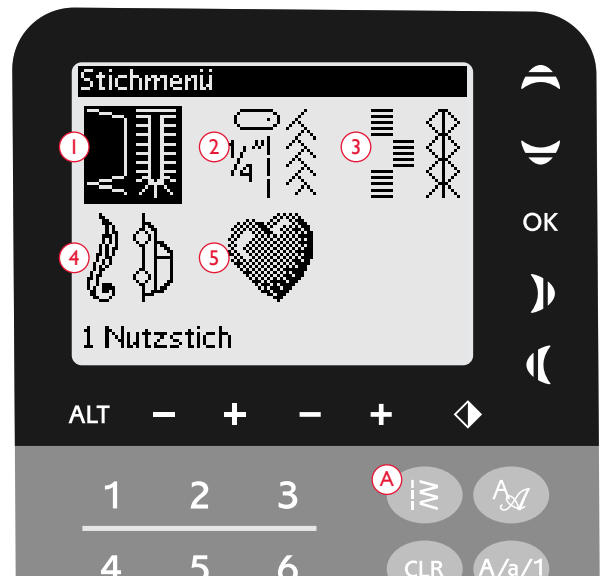 Stichmenü
1
2
1/4"
3
4
5
1 Nutzstich
OK
ALT - + - +
A
1 2 3
A
4 5 6 CLR A/a/1